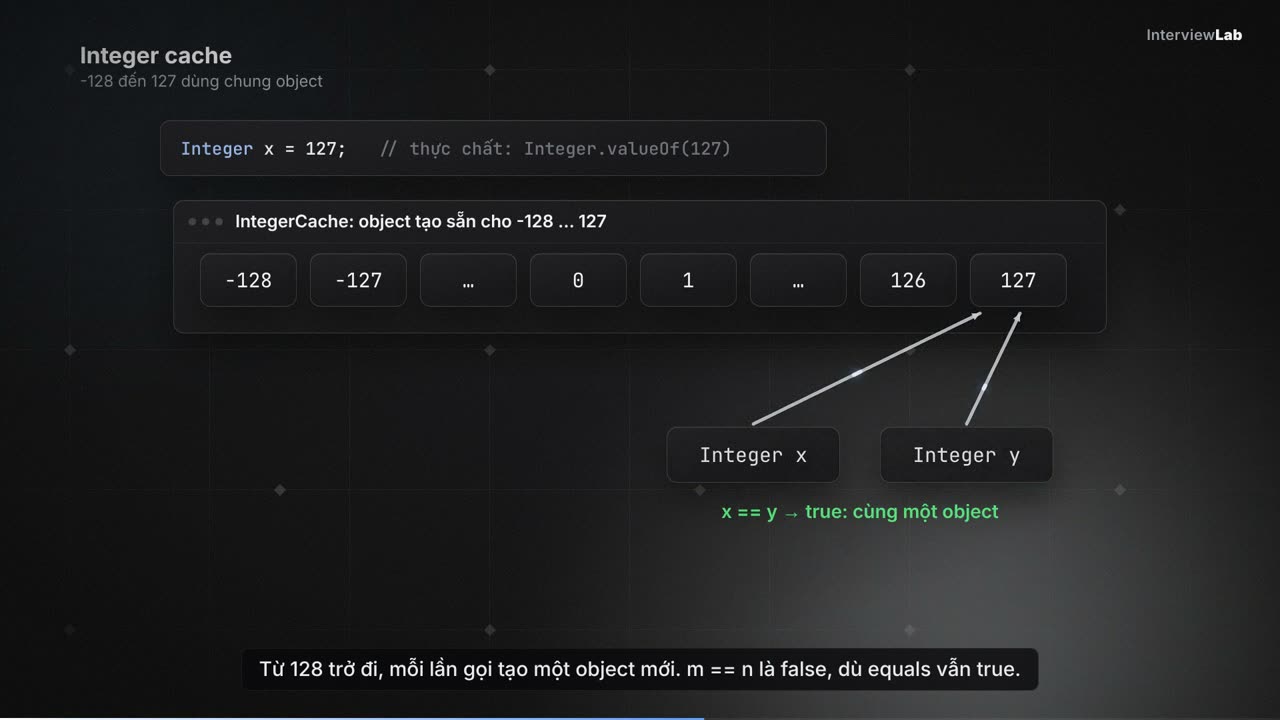 InterviewLab
Integer cache
-128 đến 127 dùng chung object
Integer x = 127;   // thực chất: Integer.valueOf(127)
IntegerCache: object tạo sẵn cho -128 … 127
-128 -127 … 0 1 … 126 127
Integer x Integer y
x == y → true: cùng một object
Từ 128 trở đi, mỗi lần gọi tạo một object mới. m == n là false, dù equals vẫn true.